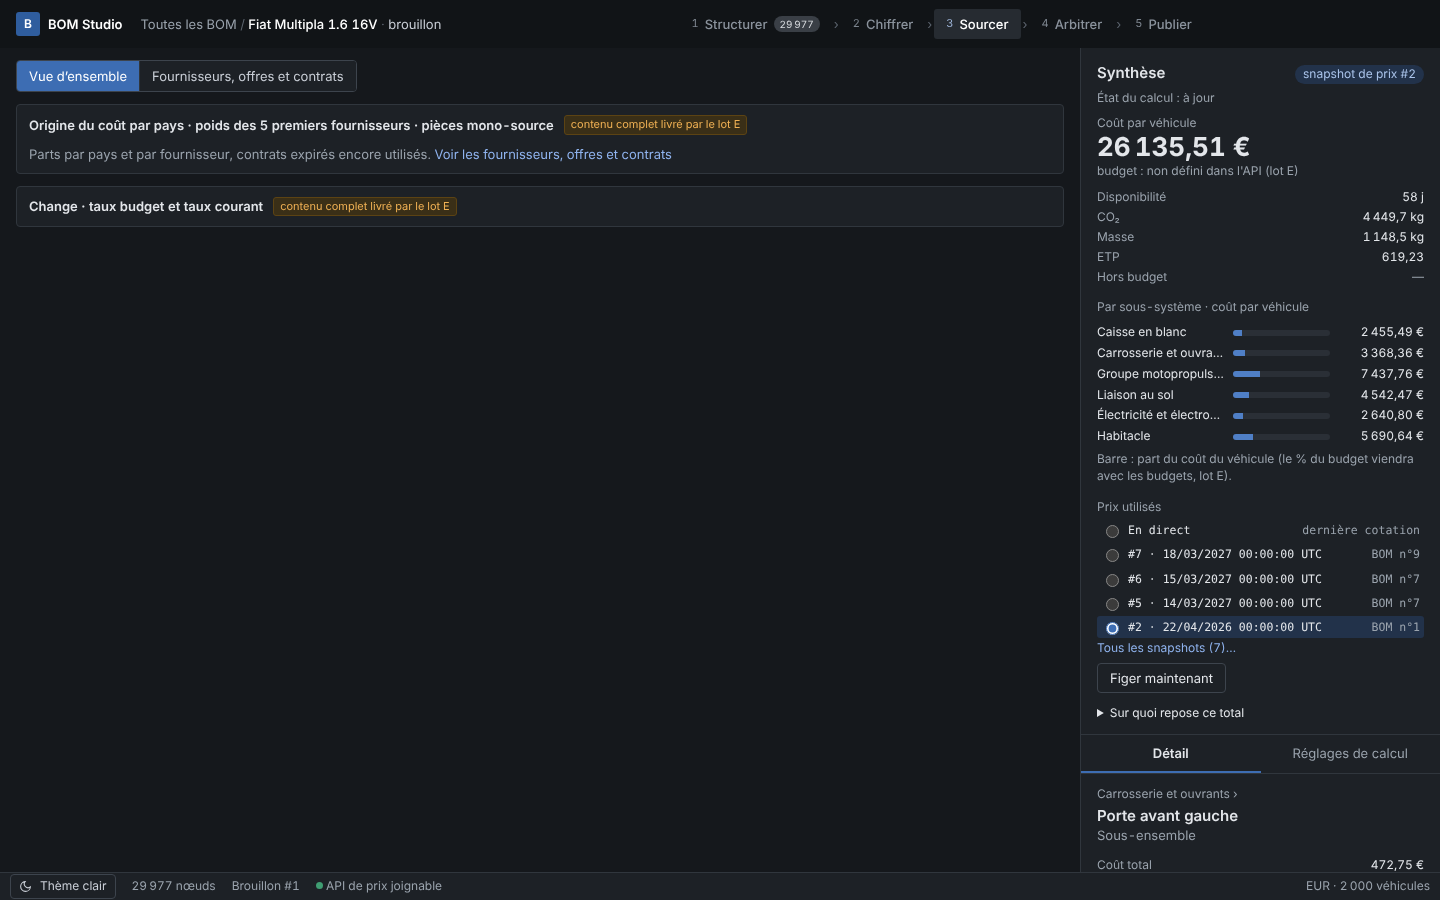 B BOM Studio Toutes les BOM / Fiat Multipla 1.6 16V · brouillon 1 Structurer 29 977 › 2 Chiffrer › 3 Sourcer › 4 Arbitrer › 5 Publier
Vue d’ensemble Fournisseurs, offres et contrats
Origine du coût par pays · poids des 5 premiers fournisseurs · pièces mono-source contenu complet livré par le lot E
Parts par pays et par fournisseur, contrats expirés encore utilisés. Voir les fournisseurs, offres et contrats
Change · taux budget et taux courant contenu complet livré par le lot E
Synthèse snapshot de prix #2
État du calcul : à jour
Coût par véhicule
26 135,51 €
budget : non défini dans l'API (lot E)
Disponibilité 58 j
CO₂ 4 449,7 kg
Masse 1 148,5 kg
ETP 619,23
Hors budget —
Par sous-système · coût par véhicule
Caisse en blanc 2 455,49 €
Carrosserie et ouvra… 3 368,36 €
Groupe motopropuls… 7 437,76 €
Liaison au sol 4 542,47 €
Électricité et électro… 2 640,80 €
Habitacle 5 690,64 €
Barre : part du coût du véhicule (le % du budget viendra
avec les budgets, lot E).
Prix utilisés
En direct dernière cotation
#7 · 18/03/2027 00:00:00 UTC BOM n°9
#6 · 15/03/2027 00:00:00 UTC BOM n°7
#5 · 14/03/2027 00:00:00 UTC BOM n°7
#2 · 22/04/2026 00:00:00 UTC BOM n°1
Tous les snapshots (7)…
Figer maintenant
Sur quoi repose ce total
Détail Réglages de calcul
Carrosserie et ouvrants ›
Porte avant gauche
Sous-ensemble
Coût total 472,75 €
Thème clair 29 977 nœuds Brouillon #1 API de prix joignable EUR · 2 000 véhicules